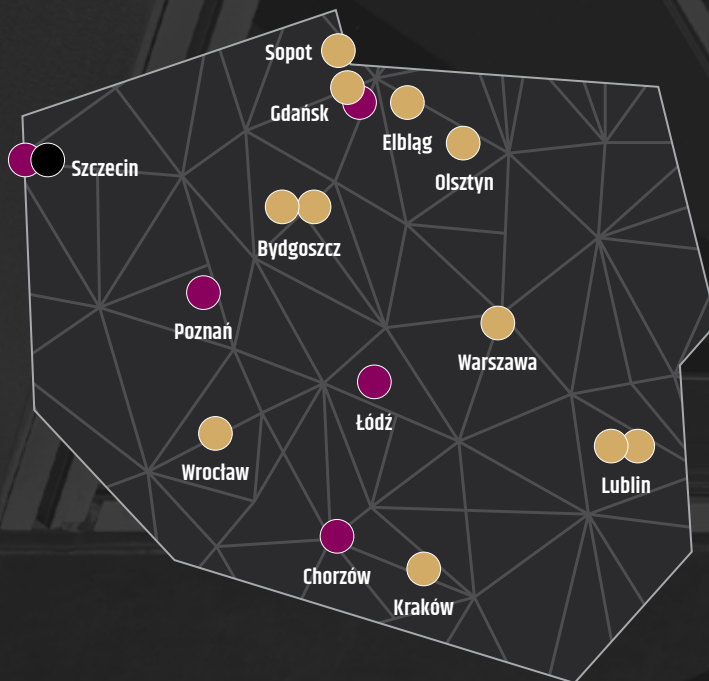 Sopot
Gdańsk
Elbląg
Szczecin
Olsztyn
Bydgoszcz
Poznań
Warszawa
Łódź
Wrocław
Lublin
Chorzów
Kraków